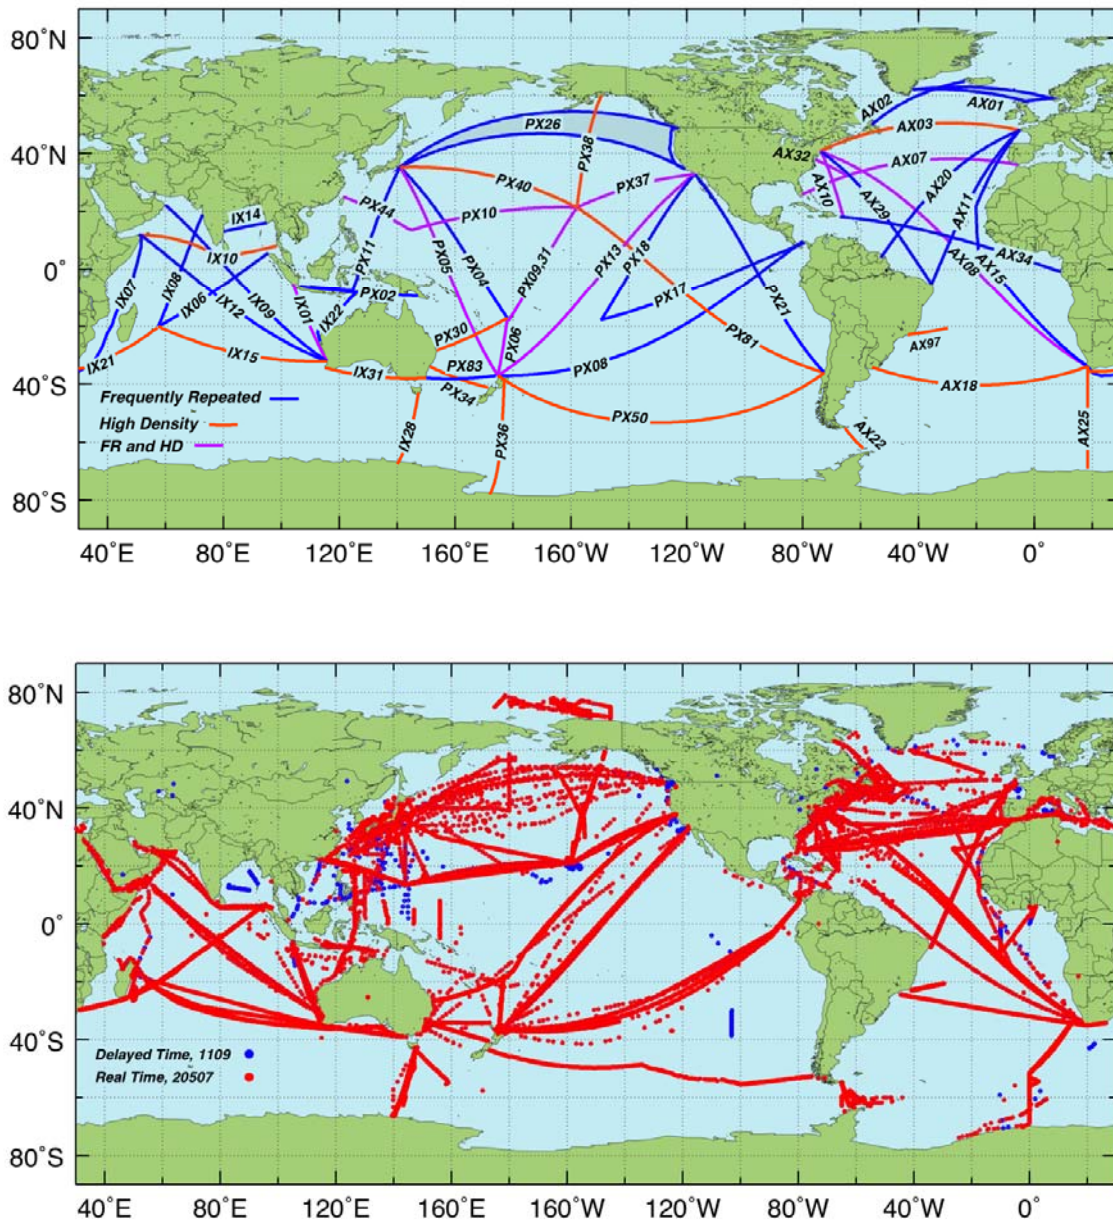 80°N
AX02
AX01
PX26
AX03
PX38
40°N
AX32
AX07
PX40
PX37
AX20
PX44
AX10
IX14
PX10
AX29
AX11
PX11
PX05
PX04
PX09,31
PX13
PX18
IX10
AX34
0°
IX07
IX08
IX06
IX12
IX09
IX01
IX22
PX02
PX17
PX21
AX08
AX15
PX30
PX06
AX97
IX21
IX15
PX83
PX08
PX81
IX31
PX34
AX18
40°S
Frequently Repeated
PX50
High Density
FR and HD
IX28
PX36
AX22
AX25
80°S
40°E 80°E 120°E 160°E 160°W 120°W 80°W 40°W 0°
80°N
40°N
0°
40°S
Delayed Time, 1109
Real Time, 20507
80°S
40°E 80°E 120°E 160°E 160°W 120°W 80°W 40°W 0°